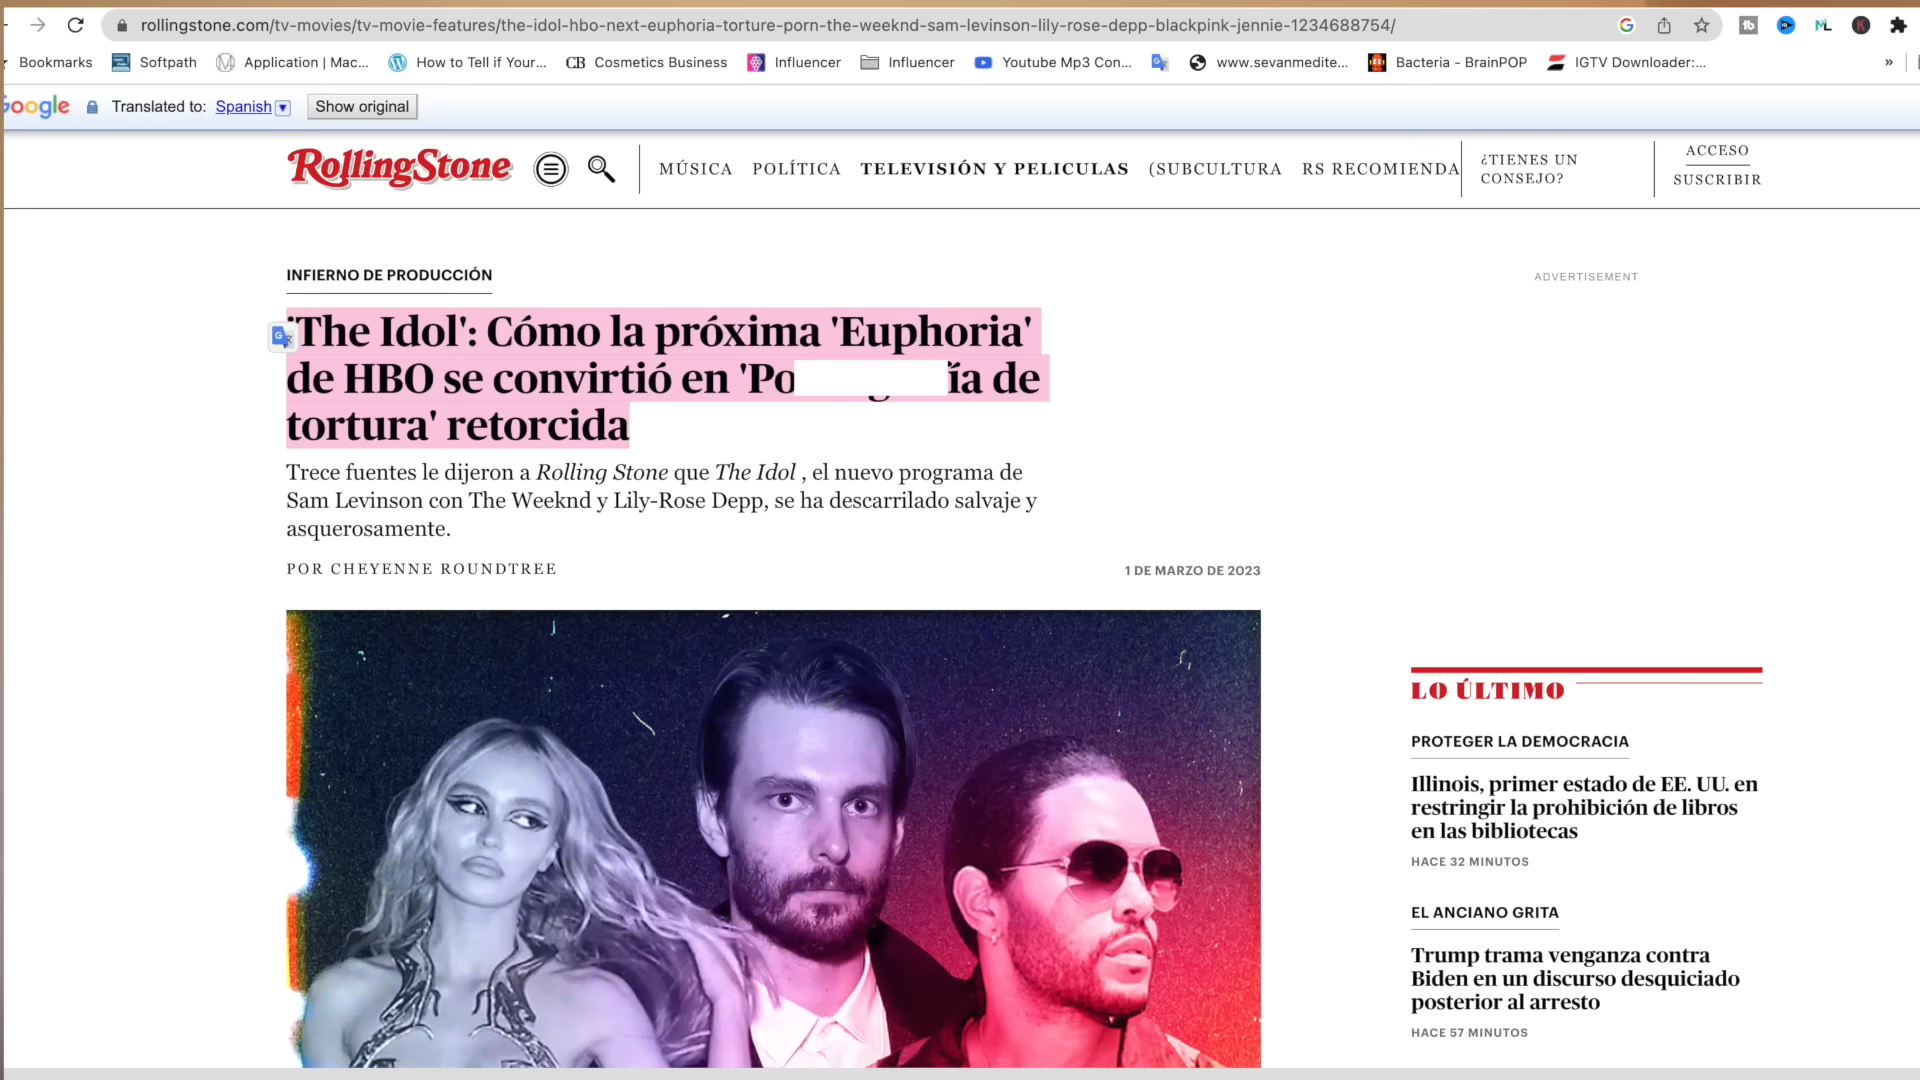 rollingstone.com/tv-movies/tv-movie-features/the-idol-hbo-next-euphoria-torture-porn-the-weeknd-sam-levinson-lily-rose-depp-blackpink-jennie-1234688754/
Bookmarks Softpath Application | Mac... How to Tell if Your... CB Cosmetics Business Influencer Influencer Youtube Mp3 Con... www.sevanmedite... Bacteria - BrainPOP IGTV Downloader:... »
Google Translated to: Spanish Show original
RollingStone MÚSICA POLÍTICA TELEVISIÓN Y PELICULAS (SUBCULTURA RS RECOMIENDA
¿TIENES UN
CONSEJO?
ACCESO
SUSCRIBIR
INFIERNO DE PRODUCCIÓN
ADVERTISEMENT
'The Idol': Cómo la próxima 'Euphoria'
de HBO se convirtió en 'Po ía de
tortura' retorcida
Trece fuentes le dijeron a Rolling Stone que The Idol , el nuevo programa de
Sam Levinson con The Weeknd y Lily-Rose Depp, se ha descarrilado salvaje y
asquerosamente.
POR CHEYENNE ROUNDTREE
1 DE MARZO DE 2023
LO ÚLTIMO
PROTEGER LA DEMOCRACIA
Illinois, primer estado de EE. UU. en
restringir la prohibición de libros
en las bibliotecas
HACE 32 MINUTOS
EL ANCIANO GRITA
Trump trama venganza contra
Biden en un discurso desquiciado
posterior al arresto
HACE 57 MINUTOS